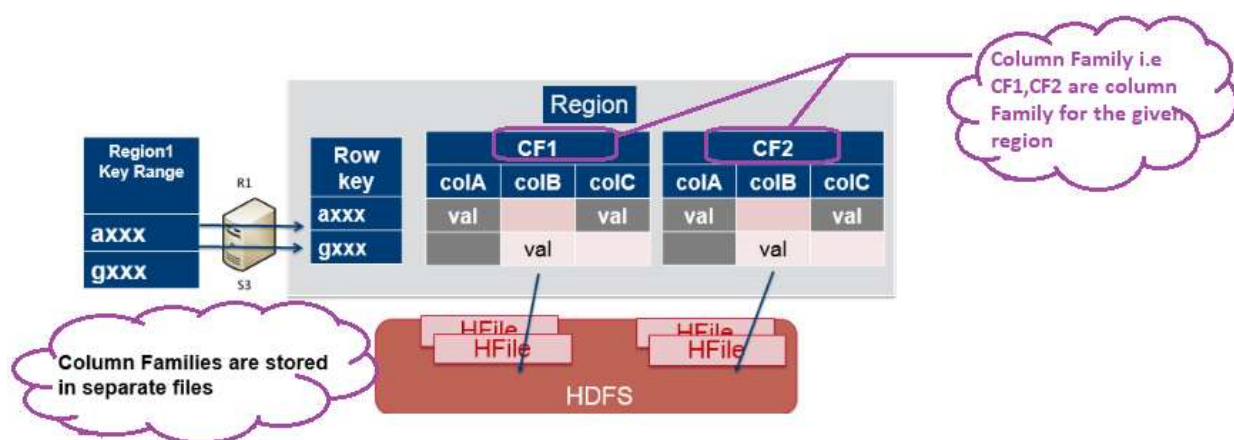 Column Family i.e
CF1,CF2 are column
Family for the given
region
Region
Region1
Key Range
axxx
gxxx
R1
S3
Row
key
axxx
gxxx
CF1
colA colB colC
val val
val
CF2
colA colB colC
val val
val
Column Families are stored
in separate files
HFile
HFile
HFile
HFile
HDFS